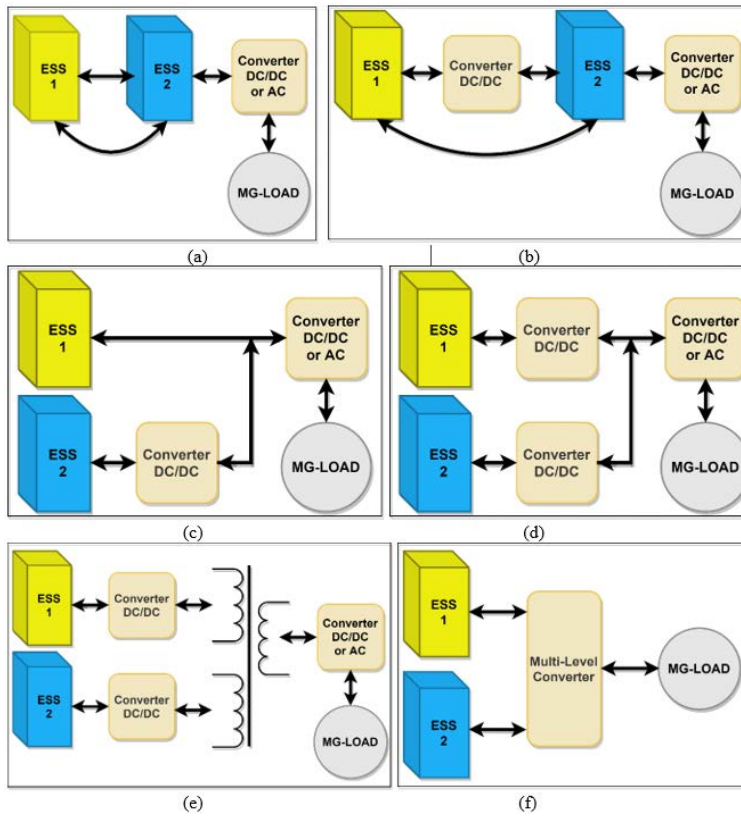 ESS
1
ESS
2
Converter
DC/DC
or AC
MG-LOAD
(a)
ESS
1
Converter
DC/DC
ESS
2
Converter
DC/DC
or AC
MG-LOAD
(b)
ESS
1
Converter
DC/DC
or AC
ESS
2
Converter
DC/DC
MG-LOAD
(c)
ESS
1
Converter
DC/DC
Converter
DC/DC
or AC
ESS
2
Converter
DC/DC
MG-LOAD
(d)
ESS
1
Converter
DC/DC
Converter
DC/DC
or AC
ESS
2
Converter
DC/DC
MG-LOAD
(e)
ESS
1
Multi-Level
Converter
MG-LOAD
ESS
2
(f)